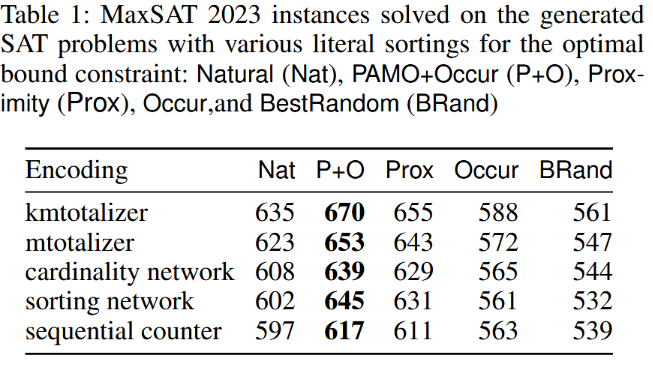 Table 1: MaxSAT 2023 instances solved on the generated
SAT problems with various literal sortings for the optimal
bound constraint: Natural (Nat), PAMO+Occur (P+O), Prox-
imity (Prox), Occur,and BestRandom (BRand)
Encoding Nat P+O Prox Occur BRand
kmtotalizer 635 670 655 588 561
mtotalizer 623 653 643 572 547
cardinality network 608 639 629 565 544
sorting network 602 645 631 561 532
sequential counter 597 617 611 563 539